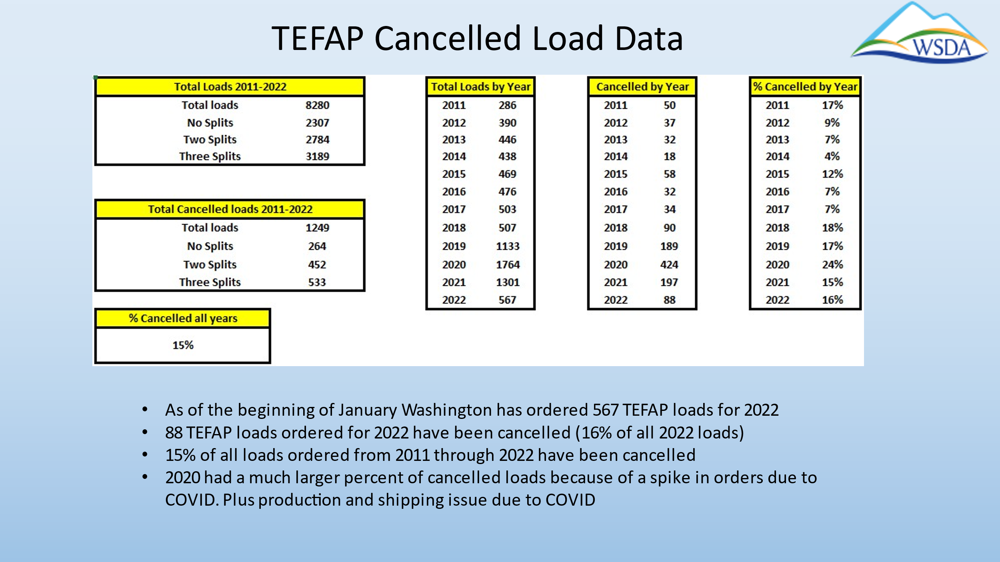 TEFAP Cancelled Load Data
WSDA
Total Loads 2011-2022
Total loads 8280
No Splits 2307
Two Splits 2784
Three Splits 3189
Total Cancelled loads 2011-2022
Total loads 1249
No Splits 264
Two Splits 452
Three Splits 533
% Cancelled all years
15%
Total Loads by Year
2011 286
2012 390
2013 446
2014 438
2015 469
2016 476
2017 503
2018 507
2019 1133
2020 1764
2021 1301
2022 567
Cancelled by Year
2011 50
2012 37
2013 32
2014 18
2015 58
2016 32
2017 34
2018 90
2019 189
2020 424
2021 197
2022 88
% Cancelled by Year
2011 17%
2012 9%
2013 7%
2014 4%
2015 12%
2016 7%
2017 7%
2018 18%
2019 17%
2020 24%
2021 15%
2022 16%
• As of the beginning of January Washington has ordered 567 TEFAP loads for 2022
• 88 TEFAP loads ordered for 2022 have been cancelled (16% of all 2022 loads)
• 15% of all loads ordered from 2011 through 2022 have been cancelled
• 2020 had a much larger percent of cancelled loads because of a spike in orders due to
COVID. Plus production and shipping issue due to COVID